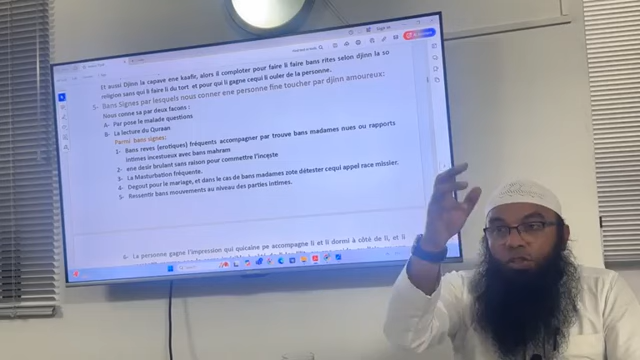 Et aussi Djinn la capave ene kaafir, alors li comploter pour faire li faire bans rites selon djinn la so
religion sans qui li faire li du tort et pour qui li gagne cequi li ouler de la personne.
5- Bans Signes par lesquels nous conner ene personne fine toucher par djinn amoureux:
Nous conne sa par deux facons :
A- Par pose le malade questions
B- La lecture du Quraan
Parmi bans signes:
1- Bans reves (erotiques) fréquents accompagner par trouve bans madames nues ou rapports
intimes incestueux avec bans mahram
2- ene desir brulant sans raison pour commettre l'inceste
3- La Masturbation fréquente.
4- Degout pour le mariage, et dans le cas de bans madames zote détester cequi appel race missier.
5- Ressentir bans mouvements au niveau des parties intimes.
6- La personne gagne l'impression qui quicaine pe accompagne li et li dormi à côté de li, et li